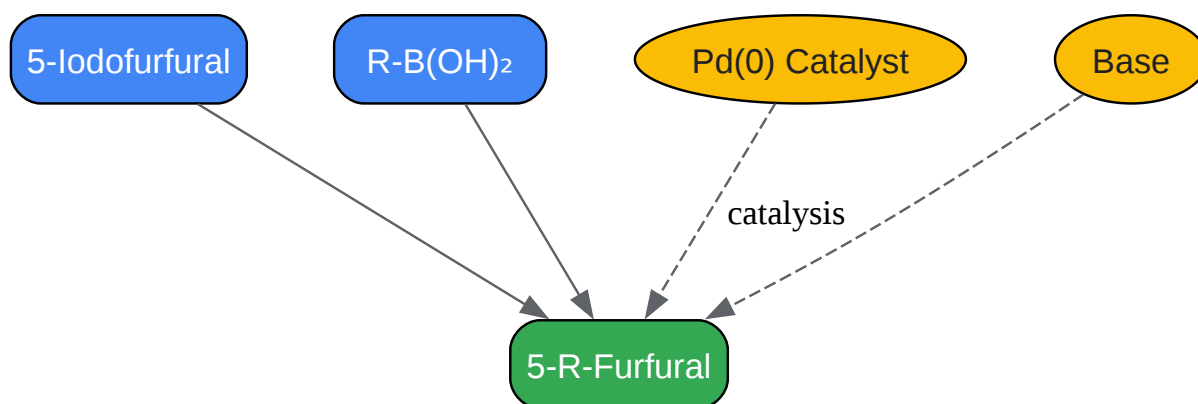 5-Iodofurfural
R-B(OH)₂
Pd(0) Catalyst
Base
catalysis
5-R-Furfural